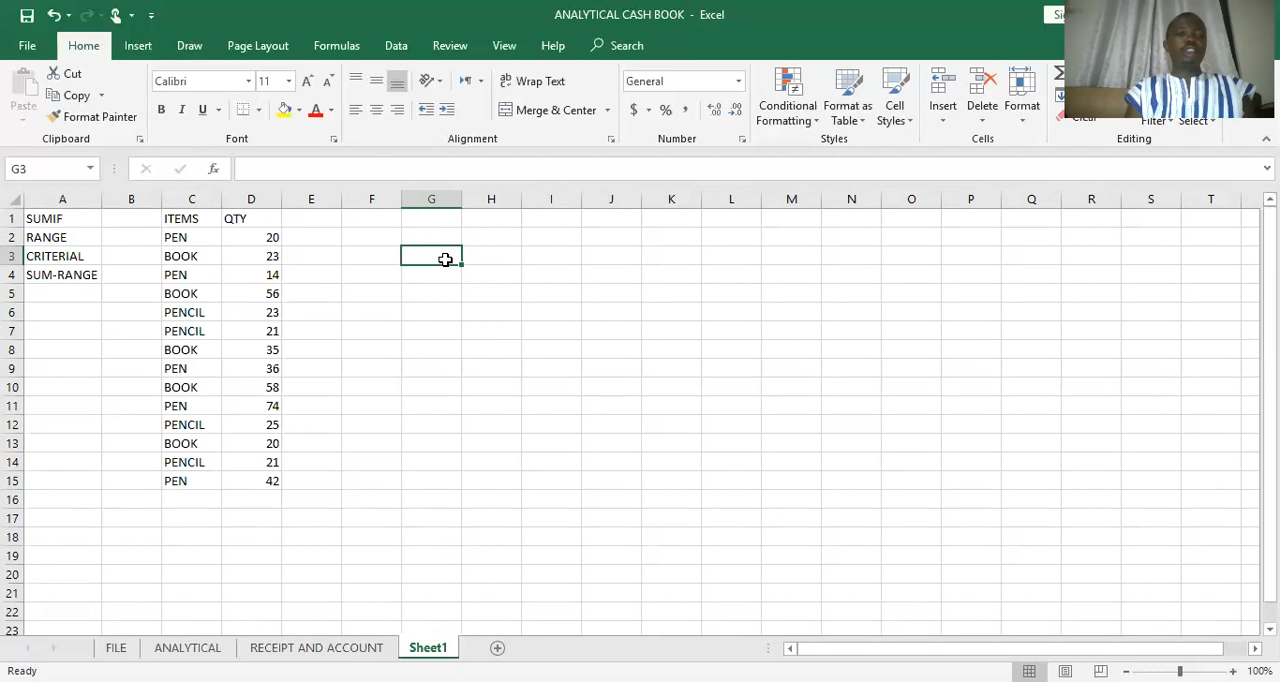 ANALYTICAL CASH BOOK - Excel
File Home Insert Draw Page Layout Formulas Data Review View Help Search
Paste
Cut
Copy
Format Painter
Clipboard
Calibri 11
B I U
Font
Wrap Text
Merge & Center
Alignment
General
$ % ,
Number
Conditional Formatting
Format as Table
Cell Styles
Styles
Insert
Delete
Format
Cells
Editing
G3
fx
A B C D E F G H I J K L M N O P Q R S T
1 SUMIF ITEMS QTY
2 RANGE PEN 20
3 CRITERIAL BOOK 23
4 SUM-RANGE PEN 14
5 BOOK 56
6 PENCIL 23
7 PENCIL 21
8 BOOK 35
9 PEN 36
10 BOOK 58
11 PEN 74
12 PENCIL 25
13 BOOK 20
14 PENCIL 21
15 PEN 42
16
17
18
19
20
21
22
23
FILE ANALYTICAL RECEIPT AND ACCOUNT Sheet1
Ready
100%